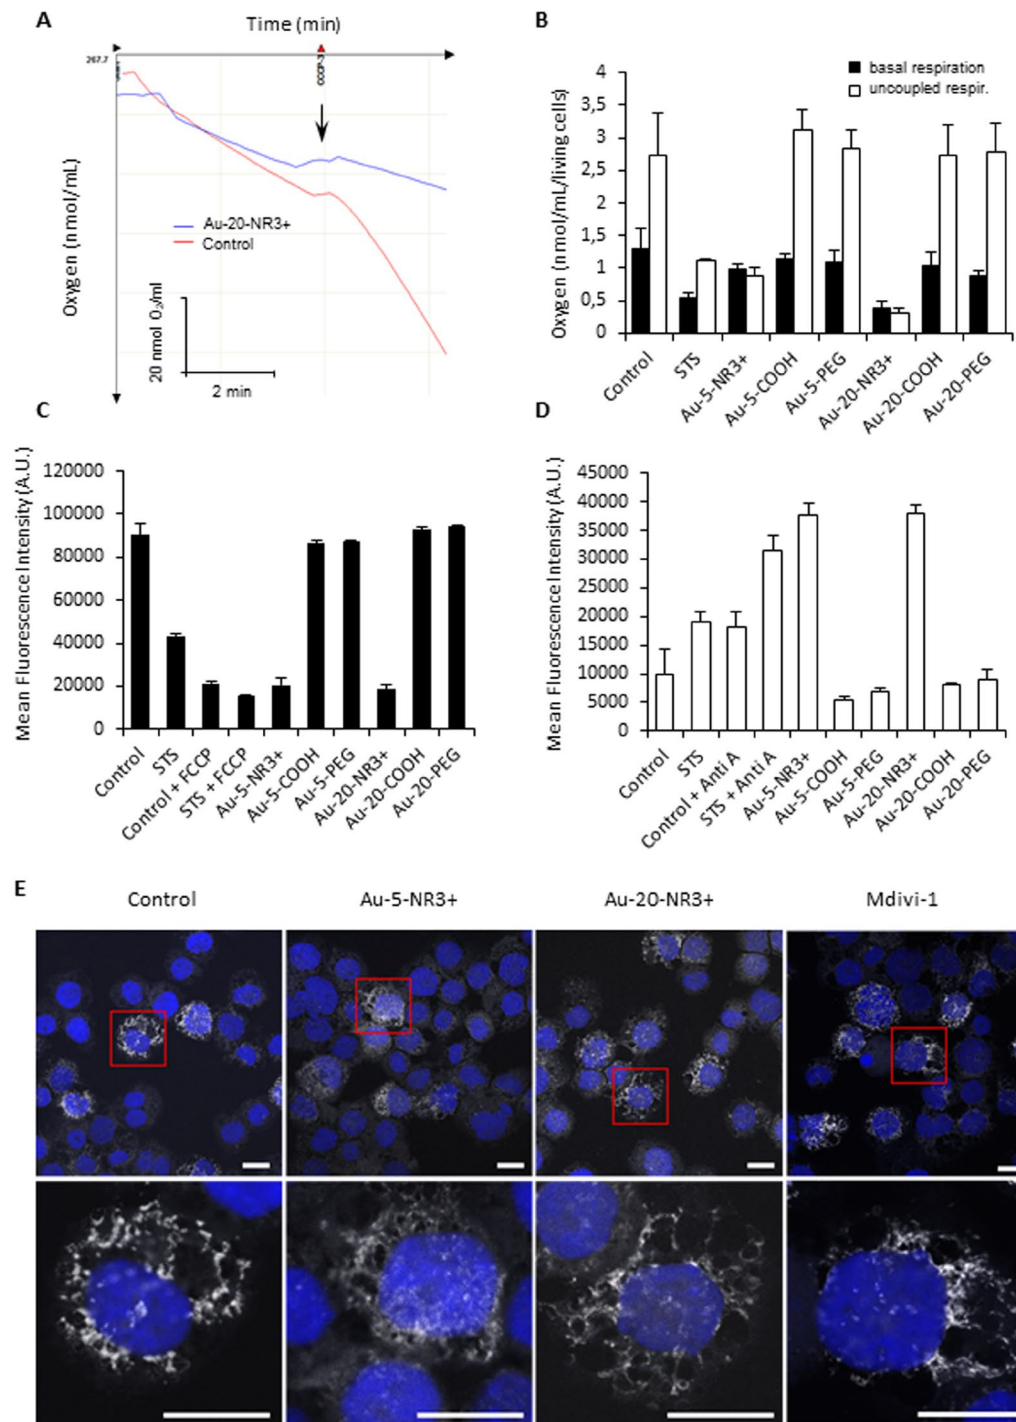 A
Time (min)
267.7
Oxygen (nmol/mL)
Au-20-NR3+
Control
20 nmol O₂/ml
2 min
B
basal respiration
uncoupled respir.
Oxygen (nmol/mL/living cells)
4
3,5
3
2,5
2
1,5
1
0,5
0
Control
STS
Au-5-NR3+
Au-5-COOH
Au-5-PEG
Au-20-NR3+
Au-20-COOH
Au-20-PEG
C
Mean Fluorescence Intensity (A.U.)
120000
100000
80000
60000
40000
20000
0
Control
STS
Control + FCCP
STS + FCCP
Au-5-NR3+
Au-5-COOH
Au-5-PEG
Au-20-NR3+
Au-20-COOH
Au-20-PEG
D
Mean Fluorescence Intensity (A.U.)
45000
40000
35000
30000
25000
20000
15000
10000
5000
0
Control
STS
Control + Anti A
STS + Anti A
Au-5-NR3+
Au-5-COOH
Au-5-PEG
Au-20-NR3+
Au-20-COOH
Au-20-PEG
E
Control
Au-5-NR3+
Au-20-NR3+
Mdivi-1